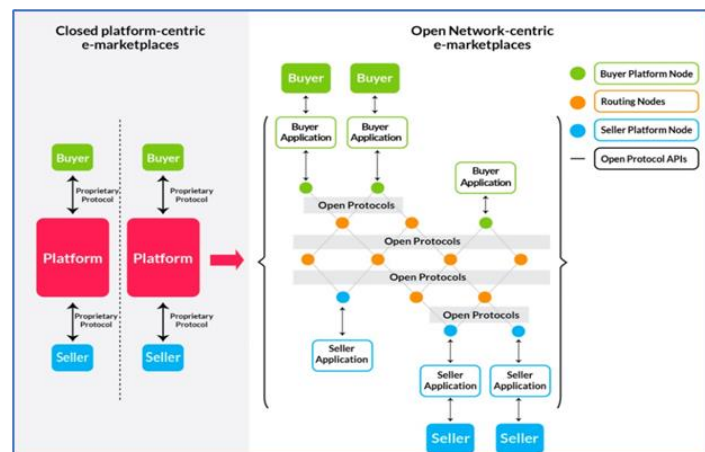 Closed platform-centric
e-marketplaces
Buyer
Buyer
Proprietary
Protocol
Proprietary
Protocol
Platform
Platform
Proprietary
Protocol
Proprietary
Protocol
Seller
Seller
Open Network-centric
e-marketplaces
Buyer
Buyer
Buyer
Application
Buyer
Application
Buyer
Application
Open Protocols
Open Protocols
Open Protocols
Open Protocols
Seller
Application
Seller
Application
Seller
Application
Seller
Seller
Buyer Platform Node
Routing Nodes
Seller Platform Node
Open Protocol APIs